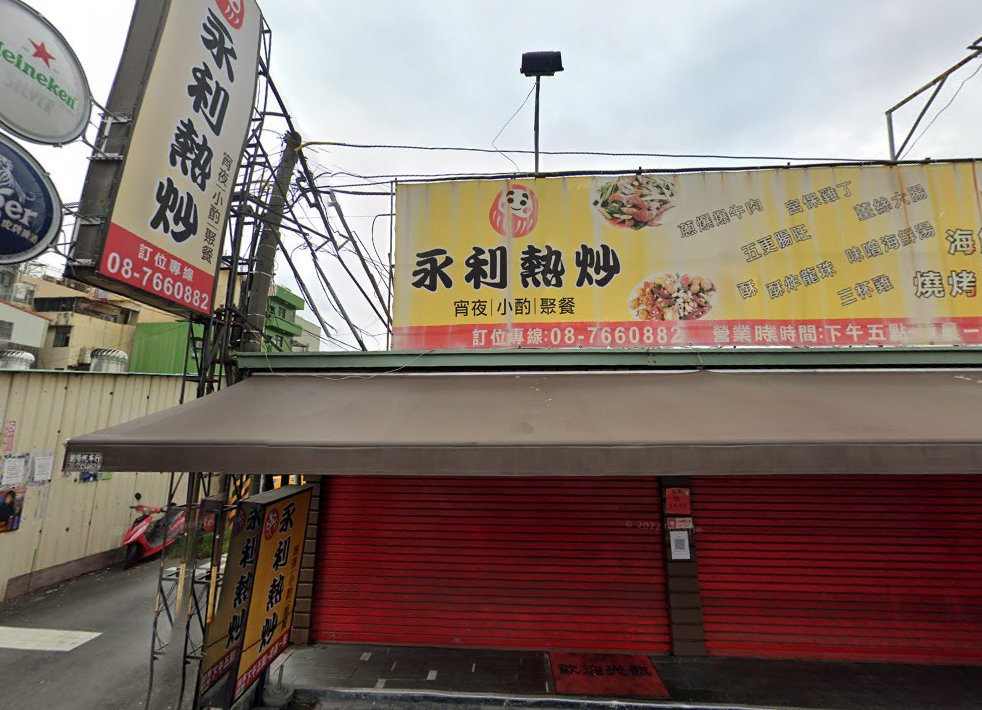 Heineken
SILVER
永利熱炒
宵夜|小酌|聚餐
訂位專線
08-7660882
永利熱炒
宵夜|小酌|聚餐
蔥爆爆牛肉
宮保雞丁
五更腸旺
薑絲大腸
酥
酥炸龍珠
味噌海鮮湯
三杯雞
海
燒烤
訂位專線:08-7660882
營業時間:下午五點
永利熱炒
永利熱炒
歡迎光臨